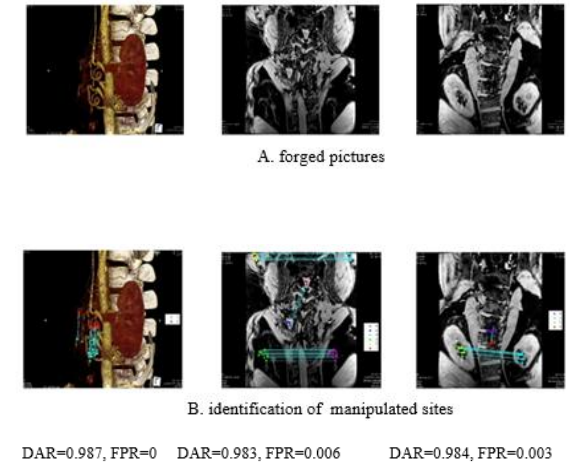 A. forged pictures
B. identification of manipulated sites
DAR=0.987, FPR=0 DAR=0.983, FPR=0.006 DAR=0.984, FPR=0.003